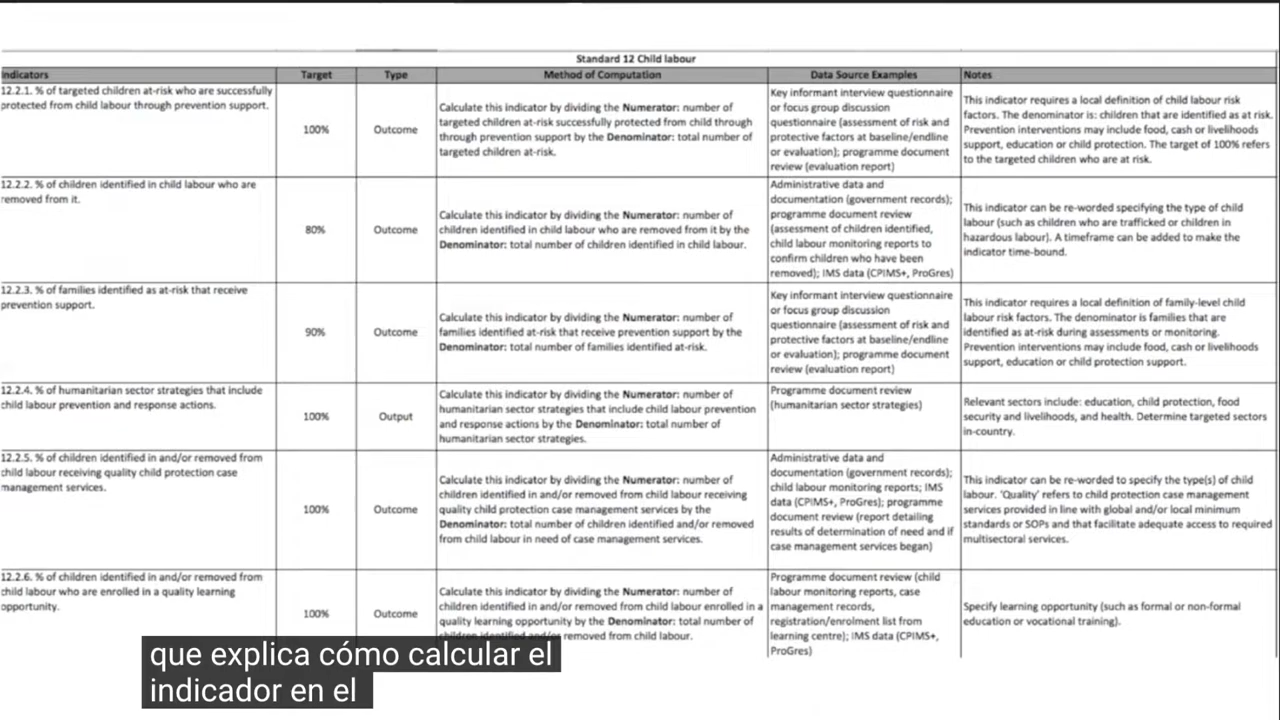 Standard 12 Child labour
Indicators
Target
Type
Method of Computation
Data Source Examples
Notes
12.2.1. % of targeted children at-risk who are successfully
protected from child labour through prevention support.
100%
Outcome
Calculate this indicator by dividing the Numerator: number of
targeted children at-risk successfully protected from child through
through prevention support by the Denominator: total number of
targeted children at-risk.
Key informant interview questionnaire
or focus group discussion
questionnaire (assessment of risk and
protective factors at baseline/endline
or evaluation); programme document
review (evaluation report)
This indicator requires a local definition of child labour risk
factors. The denominator is: children that are identified as at risk.
Prevention interventions may include food, cash or livelihoods
support, education or child protection. The target of 100% refers
to the targeted children who are at risk.
12.2.2. % of children identified in child labour who are
removed from it.
80%
Outcome
Calculate this indicator by dividing the Numerator: number of
children identified in child labour who are removed from it by the
Denominator: total number of children identified in child labour.
Administrative data and
documentation (government records);
programme document review
(assessment of children identified,
child labour monitoring reports to
confirm children who have been
removed); IMS data (CPIMS+, ProGres)
This indicator can be re-worded specifying the type of child
labour (such as children who are trafficked or children in
hazardous labour). A timeframe can be added to make the
indicator time-bound.
12.2.3. % of families identified as at-risk that receive
prevention support.
90%
Outcome
Calculate this indicator by dividing the Numerator: number of
families identified at-risk that receive prevention support by the
Denominator: total number of families identified at-risk.
Key informant interview questionnaire
or focus group discussion
questionnaire (assessment of risk and
protective factors at baseline/endline
or evaluation); programme document
review (evaluation report)
This indicator requires a local definition of family-level child
labour risk factors. The denominator is families that are
identified as at-risk during assessments or monitoring.
Prevention interventions may include food, cash or livelihoods
support, education or child protection support.
12.2.4. % of humanitarian sector strategies that include
child labour prevention and response actions.
100%
Output
Calculate this indicator by dividing the Numerator: number of
humanitarian sector strategies that include child labour prevention
and response actions by the Denominator: total number of
humanitarian sector strategies.
Programme document review
(humanitarian sector strategies)
Relevant sectors include: education, child protection, food
security and livelihoods, and health. Determine targeted sectors
in-country.
12.2.5. % of children identified in and/or removed from
child labour receiving quality child protection case
management services.
100%
Outcome
Calculate this indicator by dividing the Numerator: number of
children identified in and/or removed from child labour receiving
quality child protection case management services by the
Denominator: total number of children identified and/or removed
from child labour in need of case management services.
Administrative data and
documentation (government records);
child labour monitoring reports; IMS
data (CPIMS+, ProGres); programme
document review (report detailing
results of determination of need and if
case management services began)
This indicator can be re-worded to specify the type(s) of child
labour. 'Quality' refers to child protection case management
services provided in line with global and/or local minimum
standards or SOPs and that facilitate adequate access to required
multisectoral services.
12.2.6. % of children identified in and/or removed from
child labour who are enrolled in a quality learning
opportunity.
100%
Outcome
Calculate this indicator by dividing the Numerator: number of
children identified in and/or removed from child labour enrolled in a
quality learning opportunity by the Denominator: total number of
children identified and/or removed from child labour.
Programme document review (child
labour monitoring reports, case
management records,
registration/enrolment list from
learning centre); IMS data (CPIMS+,
ProGres)
Specify learning opportunity (such as formal or non-formal
education or vocational training).
que explica cómo calcular el
indicador en el